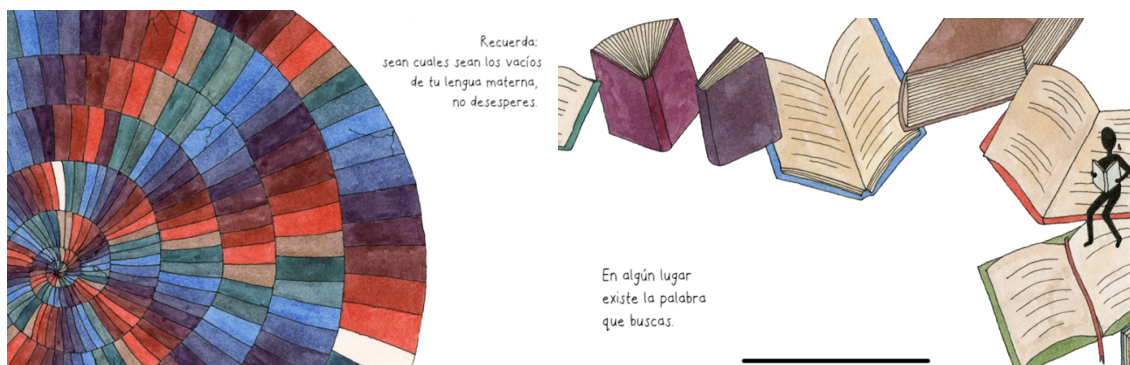 Recuerda:
sean cuales sean los vacíos
de tu lengua materna,
no desesperes.
En algún lugar
existe la palabra
que buscas.